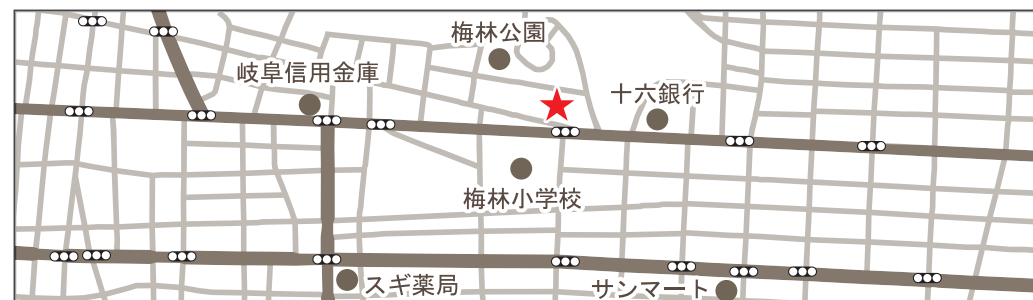 梅林公園
岐阜信用金庫
十六銀行
梅林小学校
スギ薬局
サンマート